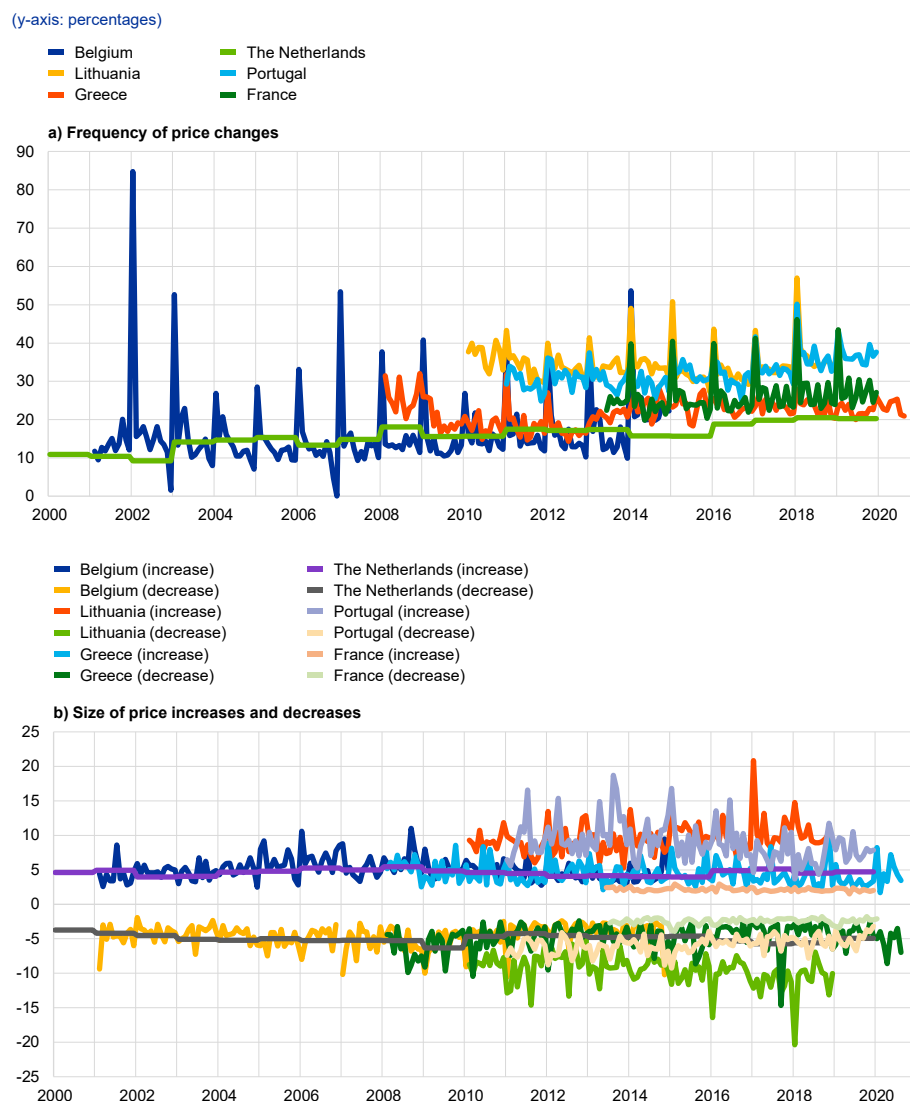 (y-axis: percentages)
Belgium
Lithuania
Greece
The Netherlands
Portugal
France
a) Frequency of price changes
90
80
70
60
50
40
30
20
10
0
2000 2002 2004 2006 2008 2010 2012 2014 2016 2018 2020
Belgium (increase)
Belgium (decrease)
Lithuania (increase)
Lithuania (decrease)
Greece (increase)
Greece (decrease)
The Netherlands (increase)
The Netherlands (decrease)
Portugal (increase)
Portugal (decrease)
France (increase)
France (decrease)
b) Size of price increases and decreases
25
20
15
10
5
0
-5
-10
-15
-20
-25
2000 2002 2004 2006 2008 2010 2012 2014 2016 2018 2020